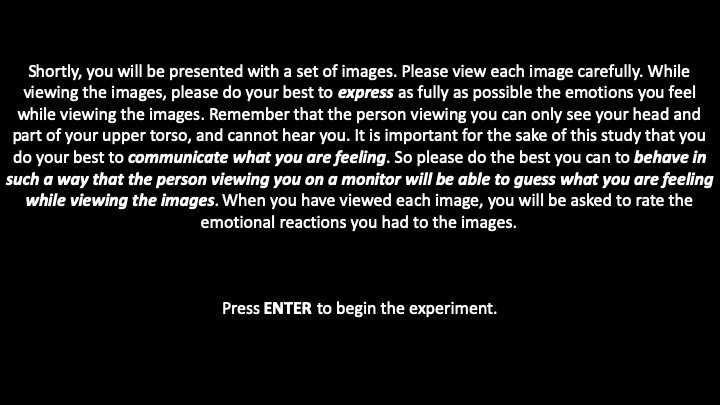 Shortly, you will be presented with a set of images. Please view each image carefully. While
viewing the images, please do your best to express as fully as possible the emotions you feel
while viewing the images. Remember that the person viewing you can only see your head and
part of your upper torso, and cannot hear you. It is important for the sake of this study that you
do your best to communicate what you are feeling. So please do the best you can to behave in
such a way that the person viewing you on a monitor will be able to guess what you are feeling
while viewing the images. When you have viewed each image, you will be asked to rate the
emotional reactions you had to the images.
Press ENTER to begin the experiment.